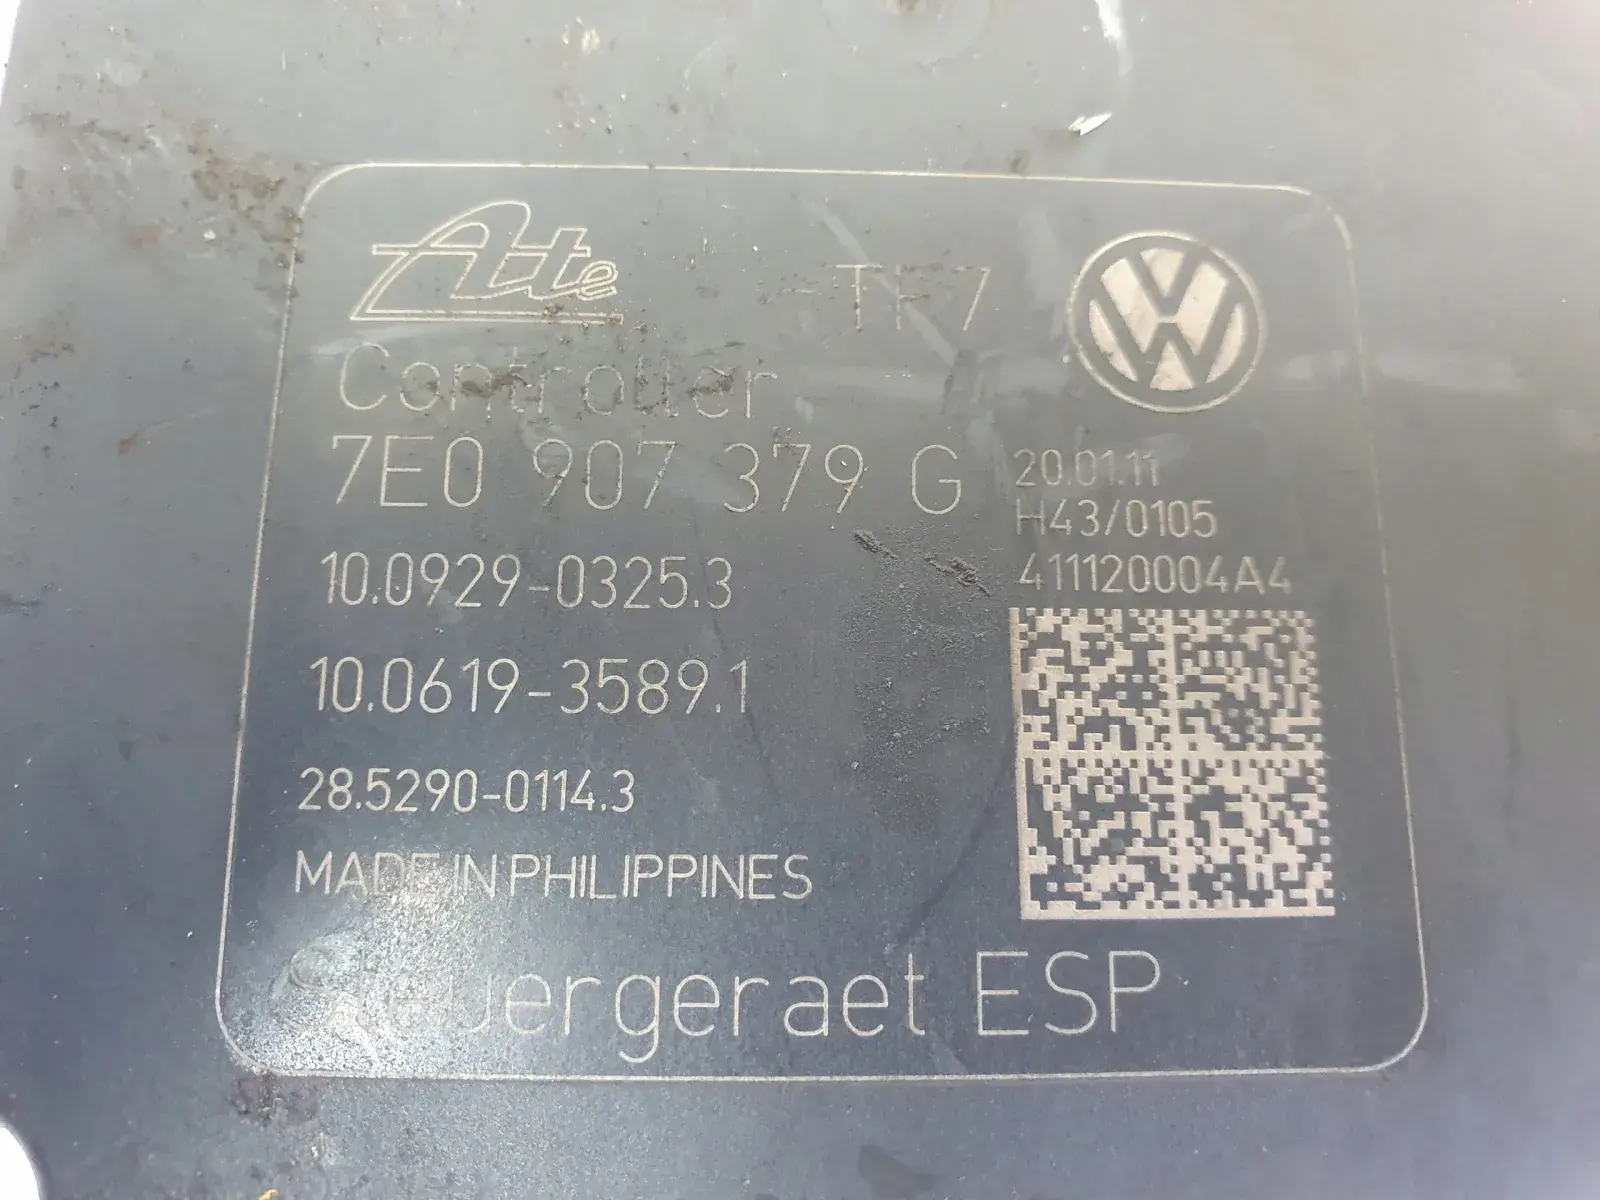 Ate
TF7
Controller
7E0 907 379 G
20.01.11
H43/0105
411120004A4
10.0929-0325.3
10.0619-3589.1
28.5290-0114.3
MADE IN PHILIPPINES
Steuergeraet ESP